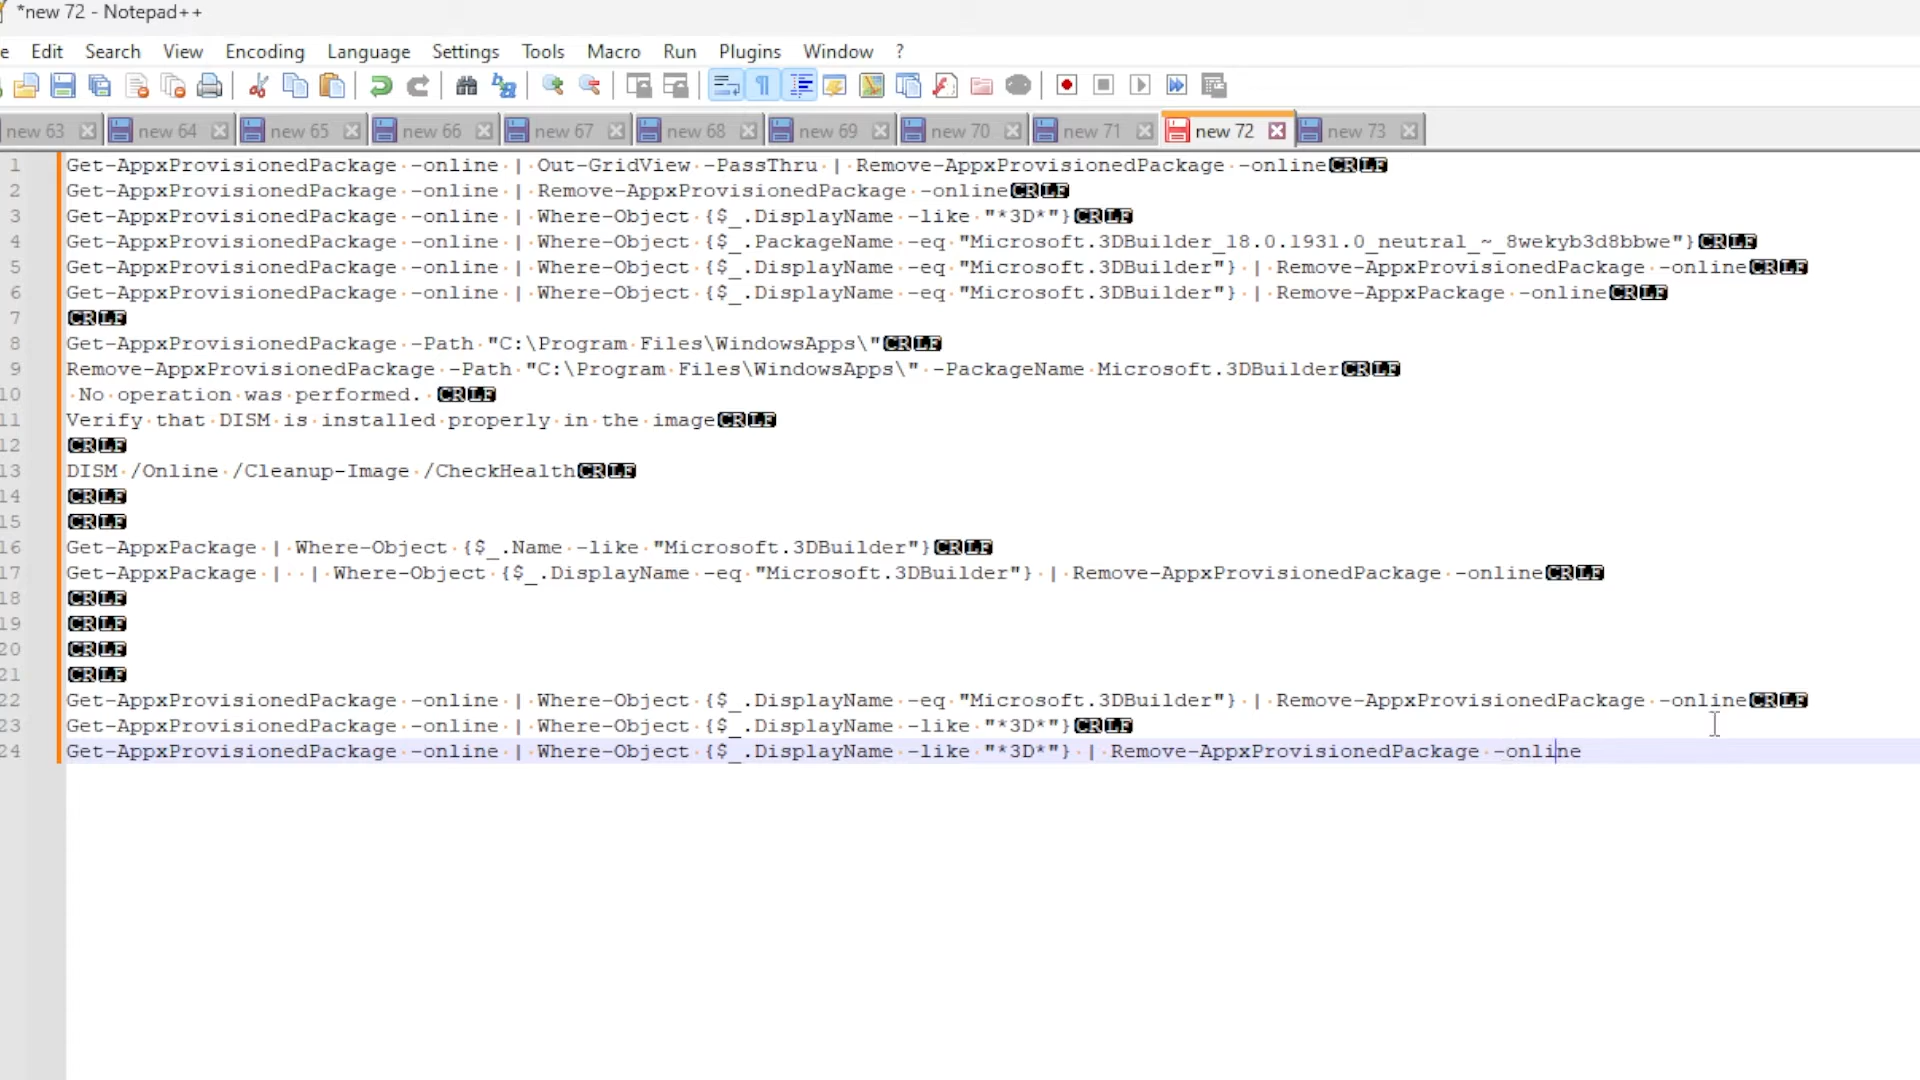 *new 72 - Notepad++
e Edit Search View Encoding Language Settings Tools Macro Run Plugins Window ?
new 63 new 64 new 65 new 66 new 67 new 68 new 69 new 70 new 71 new 72 new 73
1 Get-AppxProvisionedPackage -online | Out-GridView -PassThru | Remove-AppxProvisionedPackage -onlineCRLF
2 Get-AppxProvisionedPackage -online | Remove-AppxProvisionedPackage -onlineCRLF
3 Get-AppxProvisionedPackage -online | Where-Object {$_.DisplayName -like "*3D*"}CRLF
4 Get-AppxProvisionedPackage -online | Where-Object {$_.PackageName -eq "Microsoft.3DBuilder_18.0.1931.0_neutral_~_8wekyb3d8bbwe"}CRLF
5 Get-AppxProvisionedPackage -online | Where-Object {$_.DisplayName -eq "Microsoft.3DBuilder"} | Remove-AppxProvisionedPackage -onlineCRLF
6 Get-AppxProvisionedPackage -online | Where-Object {$_.DisplayName -eq "Microsoft.3DBuilder"} | Remove-AppxPackage -onlineCRLF
7 CRLF
8 Get-AppxProvisionedPackage -Path "C:\Program Files\WindowsApps\"CRLF
9 Remove-AppxProvisionedPackage -Path "C:\Program Files\WindowsApps\" -PackageName Microsoft.3DBuilderCRLF
10 No operation was performed. CRLF
11 Verify that DISM is installed properly in the imageCRLF
12 CRLF
13 DISM /Online /Cleanup-Image /CheckHealthCRLF
14 CRLF
15 CRLF
16 Get-AppxPackage | Where-Object {$_.Name -like "Microsoft.3DBuilder"}CRLF
17 Get-AppxPackage | | Where-Object {$_.DisplayName -eq "Microsoft.3DBuilder"} | Remove-AppxProvisionedPackage -onlineCRLF
18 CRLF
19 CRLF
20 CRLF
21 CRLF
22 Get-AppxProvisionedPackage -online | Where-Object {$_.DisplayName -eq "Microsoft.3DBuilder"} | Remove-AppxProvisionedPackage -onlineCRLF
23 Get-AppxProvisionedPackage -online | Where-Object {$_.DisplayName -like "*3D*"}CRLF
24 Get-AppxProvisionedPackage -online | Where-Object {$_.DisplayName -like "*3D*"} | Remove-AppxProvisionedPackage -online